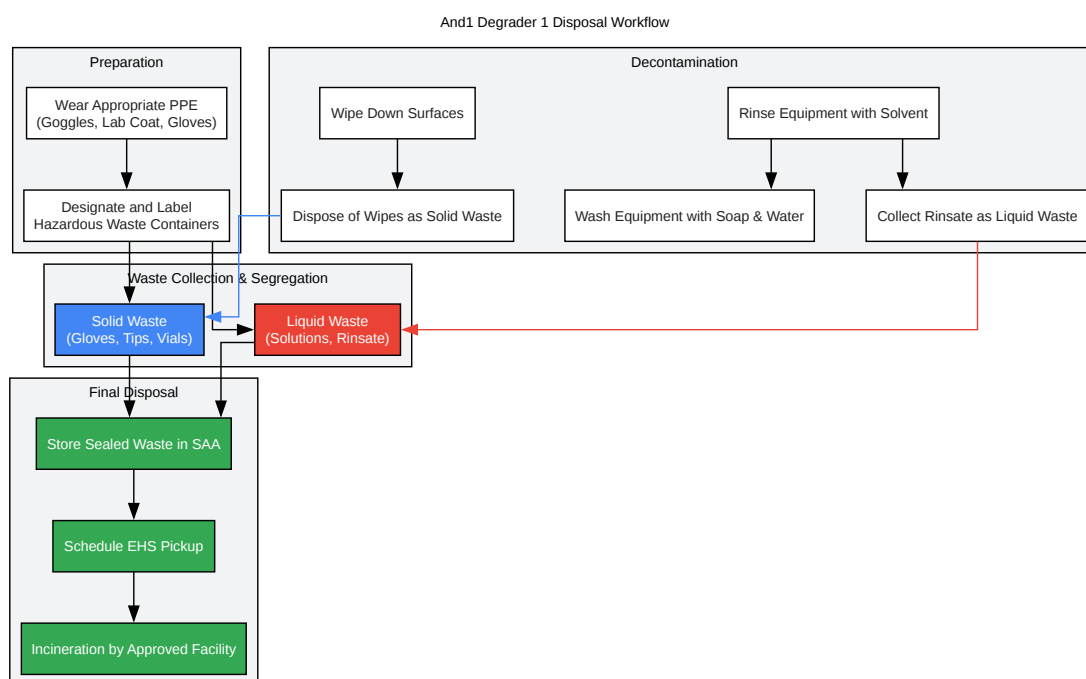 And1 Degrader 1 Disposal Workflow
Preparation
Wear Appropriate PPE
(Goggles, Lab Coat, Gloves)
Designate and Label
Hazardous Waste Containers
Decontamination
Wipe Down Surfaces
Rinse Equipment with Solvent
Dispose of Wipes as Solid Waste
Wash Equipment with Soap & Water
Collect Rinsate as Liquid Waste
Waste Collection & Segregation
Solid Waste
(Gloves, Tips, Vials)
Liquid Waste
(Solutions, Rinsate)
Final Disposal
Store Sealed Waste in SAA
Schedule EHS Pickup
Incineration by Approved Facility